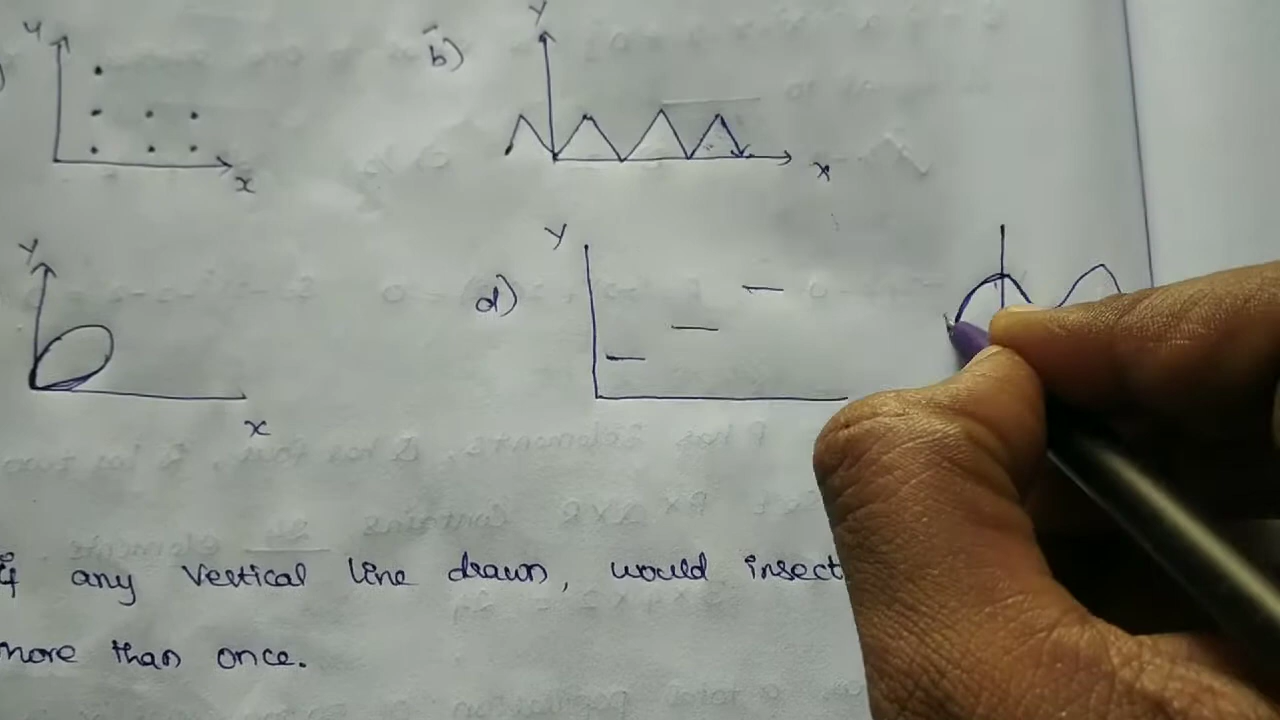 y
y
b)
x
x
y
y
d)
x
if any vertical line drawn, would insect
more than once.